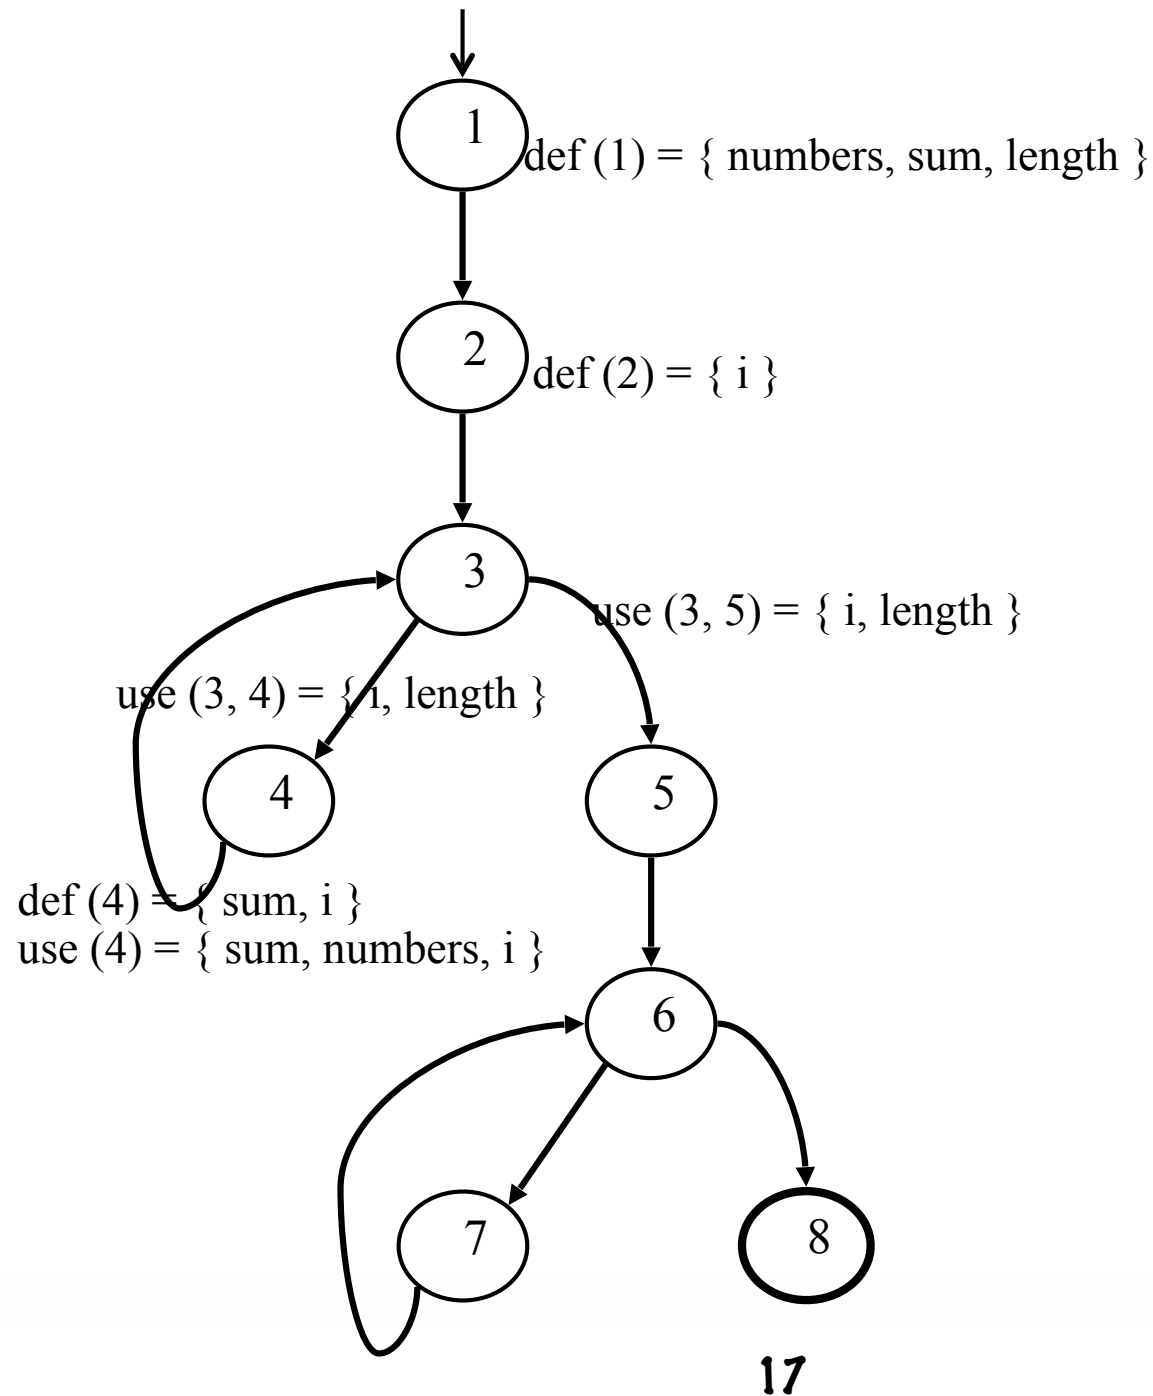 1
def (1) = { numbers, sum, length }
2
def (2) = { i }
3
use (3, 5) = { i, length }
use (3, 4) = { i, length }
4
5
def (4) = { sum, i }
use (4) = { sum, numbers, i }
6
7
8
17